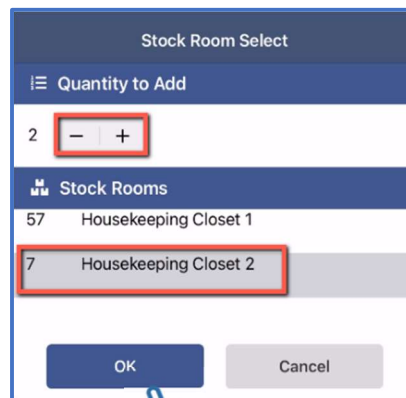 Stock Room Select
Quantity to Add
2 − +
Stock Rooms
57 Housekeeping Closet 1
7 Housekeeping Closet 2
OK Cancel